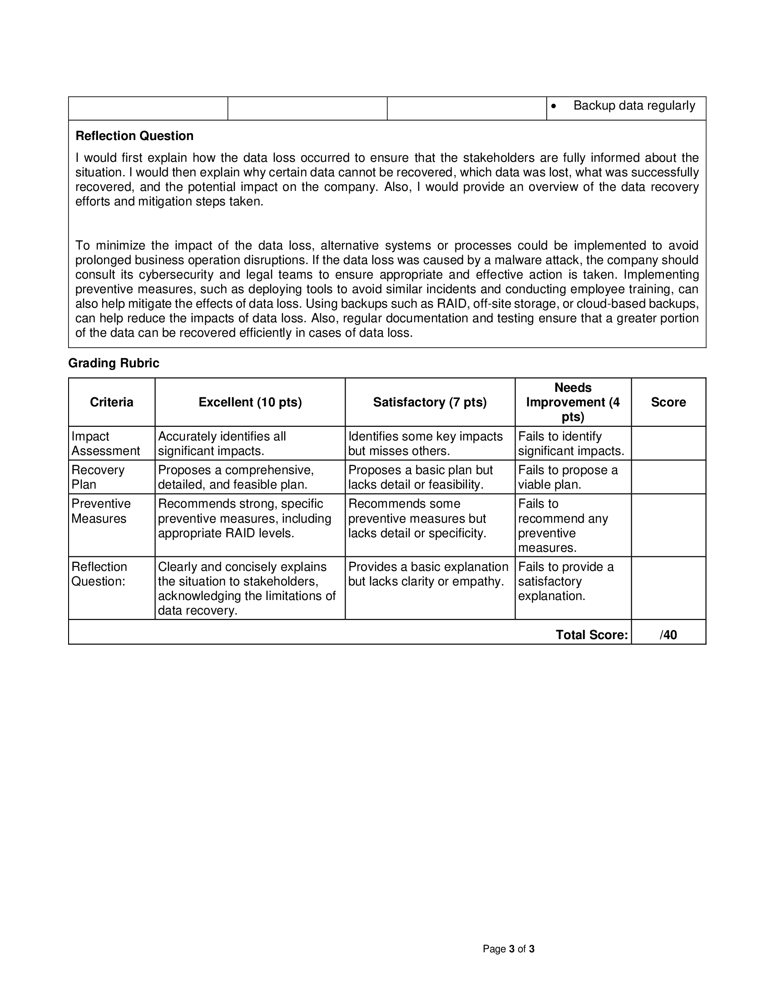 • Backup data regularly
Reflection Question
I would first explain how the data loss occurred to ensure that the stakeholders are fully informed about the
situation. I would then explain why certain data cannot be recovered, which data was lost, what was successfully
recovered, and the potential impact on the company. Also, I would provide an overview of the data recovery
efforts and mitigation steps taken.
To minimize the impact of the data loss, alternative systems or processes could be implemented to avoid
prolonged business operation disruptions. If the data loss was caused by a malware attack, the company should
consult its cybersecurity and legal teams to ensure appropriate and effective action is taken. Implementing
preventive measures, such as deploying tools to avoid similar incidents and conducting employee training, can
also help mitigate the effects of data loss. Using backups such as RAID, off-site storage, or cloud-based backups,
can help reduce the impacts of data loss. Also, regular documentation and testing ensure that a greater portion
of the data can be recovered efficiently in cases of data loss.
Grading Rubric
Criteria
Excellent (10 pts)
Satisfactory (7 pts)
Needs
Improvement (4
pts)
Score
Impact
Assessment
Accurately identifies all
significant impacts.
Identifies some key impacts
but misses others.
Fails to identify
significant impacts.
Recovery
Plan
Proposes a comprehensive,
detailed, and feasible plan.
Proposes a basic plan but
lacks detail or feasibility.
Fails to propose a
viable plan.
Preventive
Measures
Recommends strong, specific
preventive measures, including
appropriate RAID levels.
Recommends some
preventive measures but
lacks detail or specificity.
Fails to
recommend any
preventive
measures.
Reflection
Question:
Clearly and concisely explains
the situation to stakeholders,
acknowledging the limitations of
data recovery.
Provides a basic explanation
but lacks clarity or empathy.
Fails to provide a
satisfactory
explanation.
Total Score:
/40
Page 3 of 3